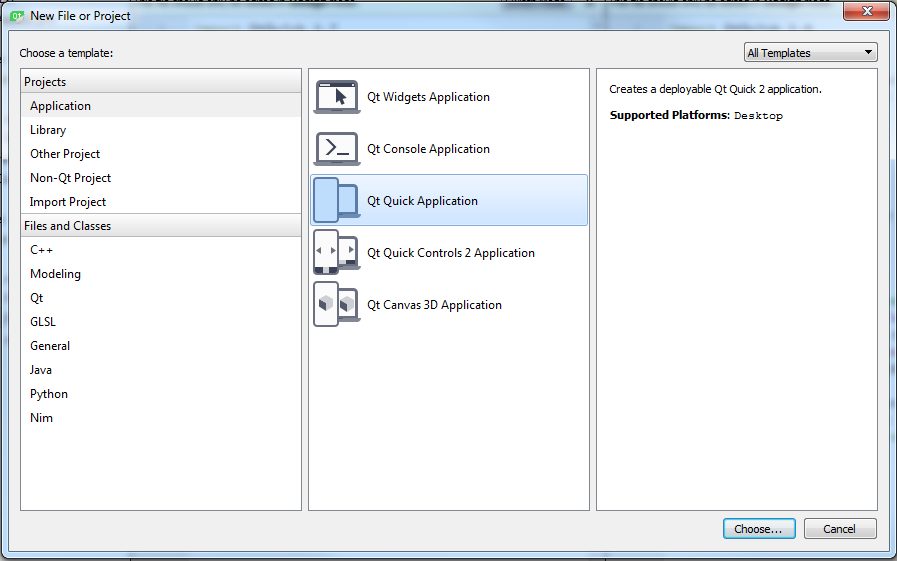 New File or Project
Choose a template:
All Templates
Projects
Application
Library
Other Project
Non-Qt Project
Import Project
Files and Classes
C++
Modeling
Qt
GLSL
General
Java
Python
Nim
Qt Widgets Application
Qt Console Application
Qt Quick Application
Qt Quick Controls 2 Application
Qt Canvas 3D Application
Creates a deployable Qt Quick 2 application.
Supported Platforms: Desktop
Choose...
Cancel